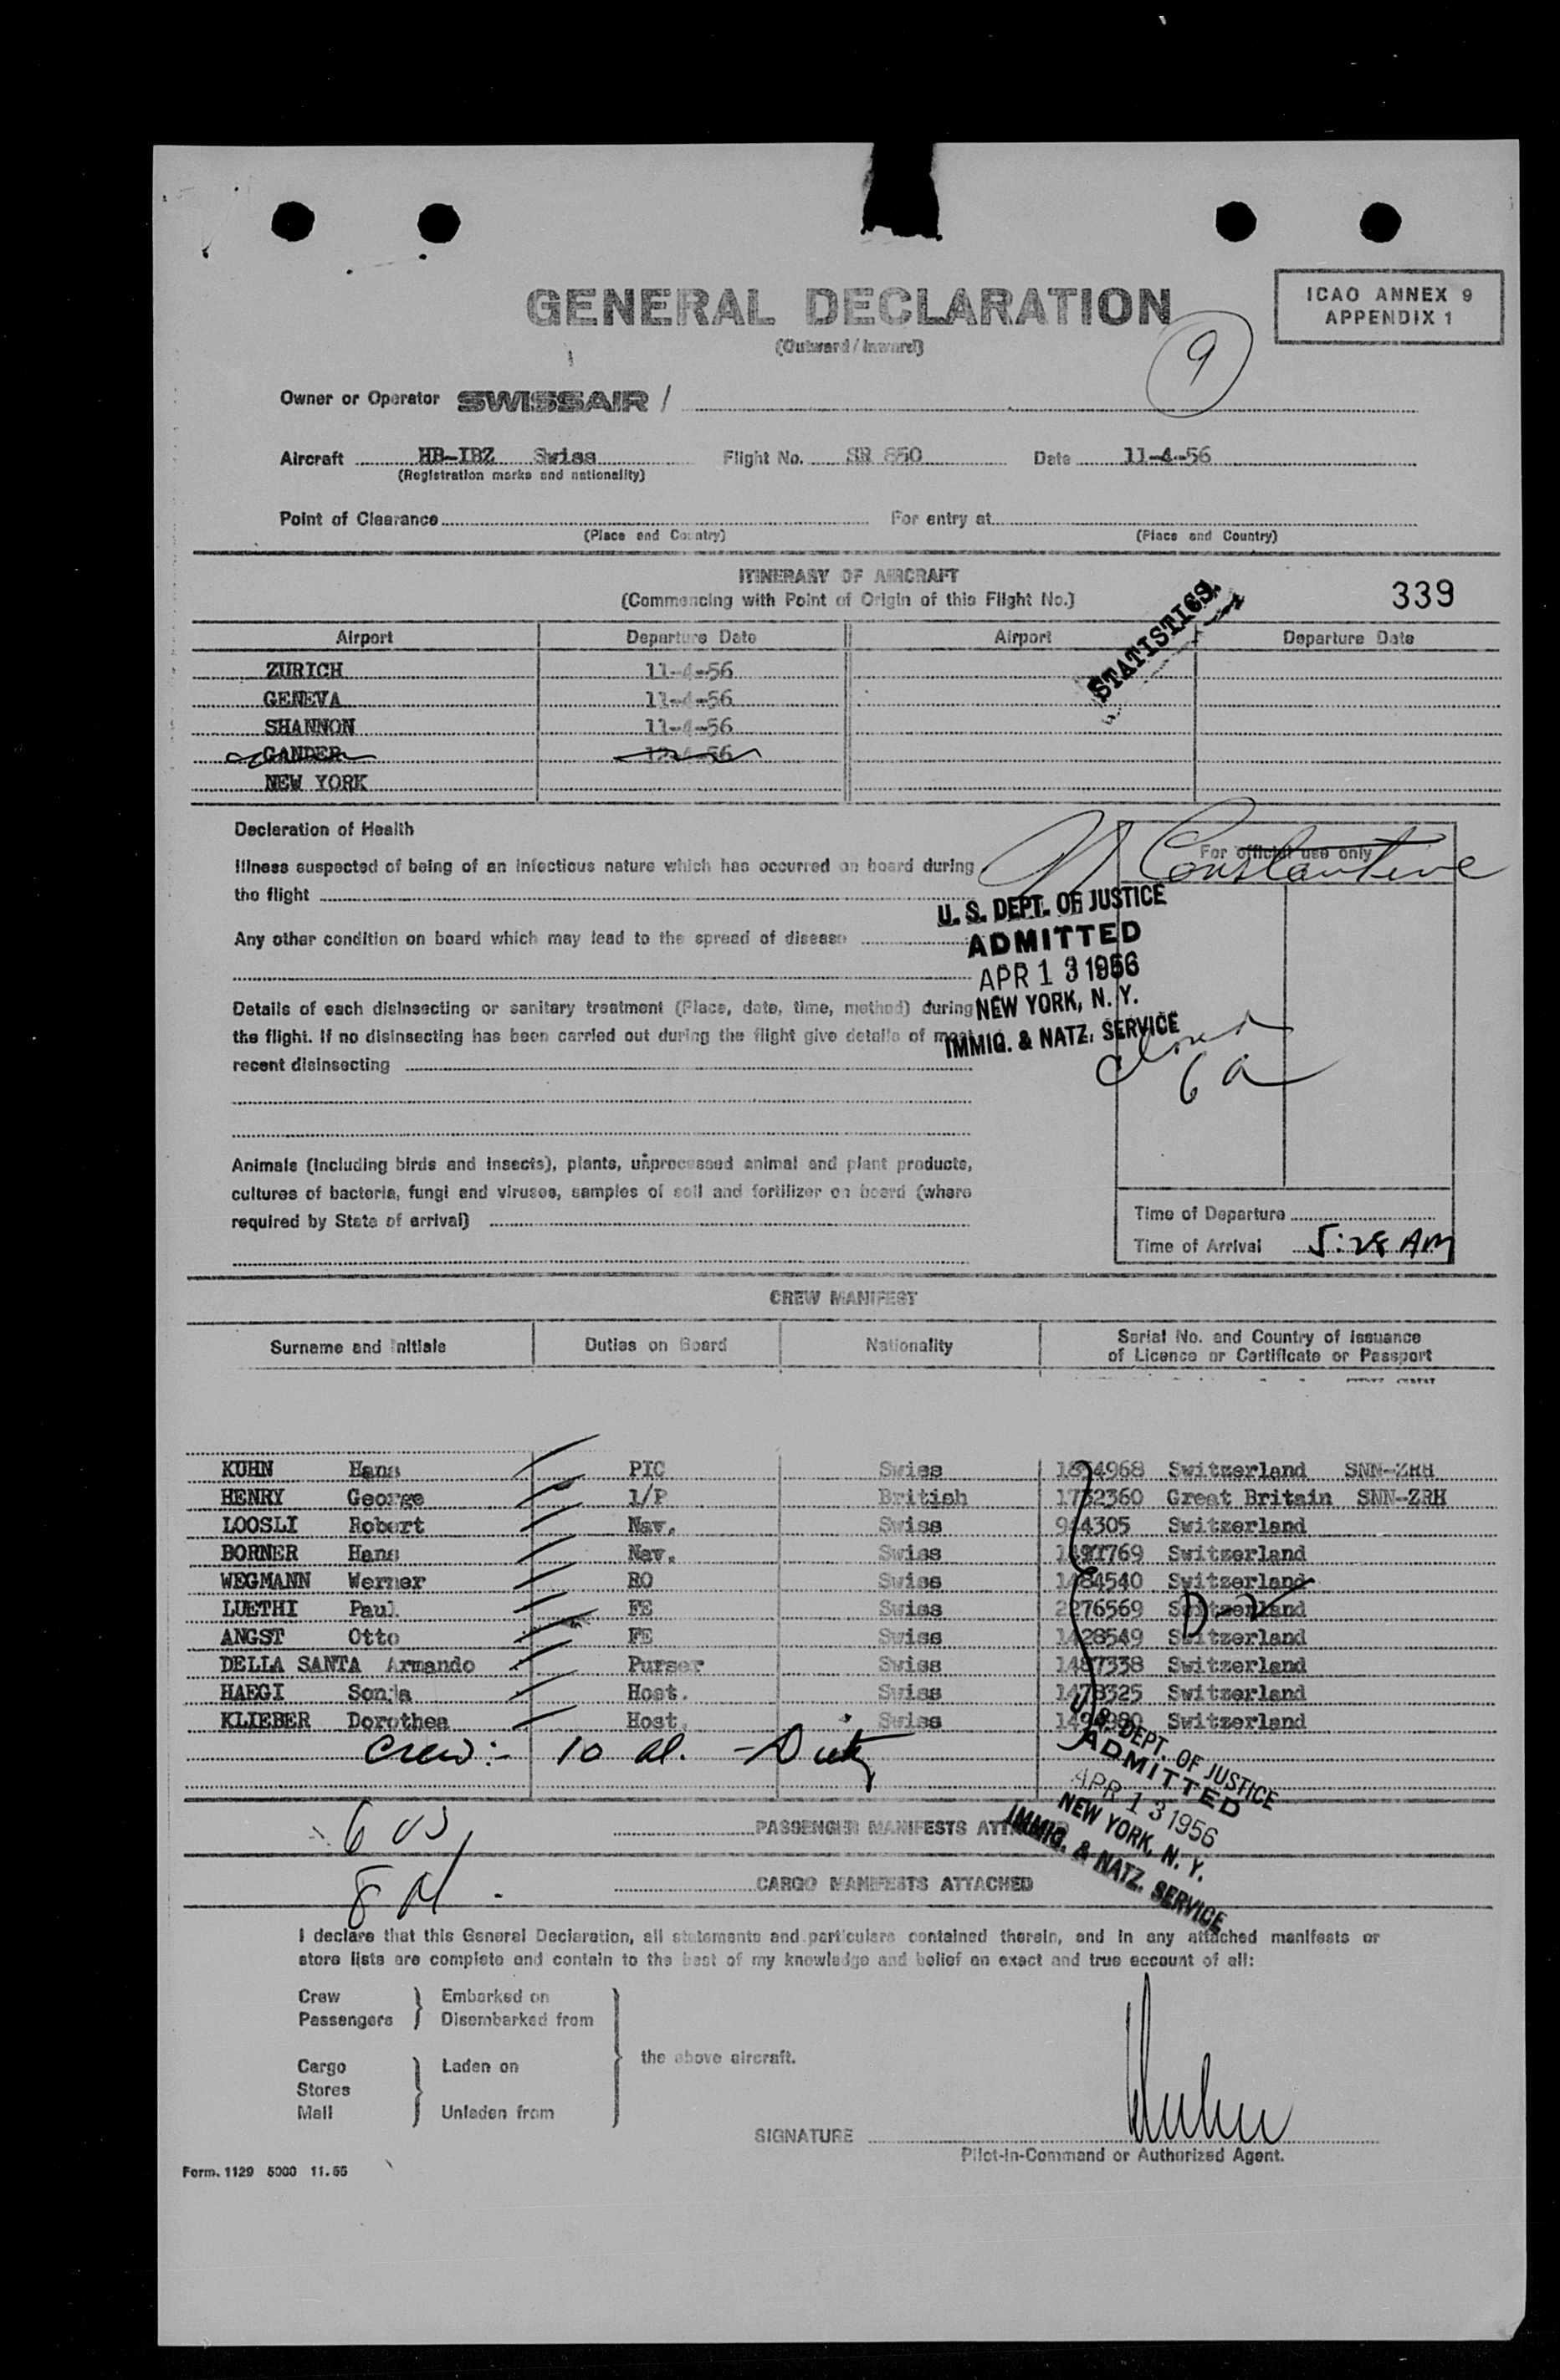 GENERAL DECLARATION
(Outward / Inward)
ICAO ANNEX 9
APPENDIX 1
9
Owner or Operator SWISSAIR /
Aircraft HB-IBZ Swiss Flight No. SR 850 Date 11-4-56
(Registration marks and nationality)
Point of Clearance For entry at
(Place and Country) (Place and Country)
ITINERARY OF AIRCRAFT
(Commencing with Point of Origin of this Flight No.)
339
STATISTICS.
Airport Departure Date Airport Departure Date
ZURICH 11-4-56
GENEVA 11-4-56
SHANNON 11-4-56
GANDER
NEW YORK
Declaration of Health
For official use only
Constantine
Illness suspected of being of an infectious nature which has occurred on board during
the flight
Any other condition on board which may lead to the spread of disease
U. S. DEPT. OF JUSTICE
ADMITTED
APR 13 1956
NEW YORK, N. Y.
IMMIG. & NATZ. SERVICE
Details of each disinsecting or sanitary treatment (Place, date, time, method) during
the flight. If no disinsecting has been carried out during the flight give details of most
recent disinsecting
6 a
Animals (including birds and insects), plants, unprocessed animal and plant products,
cultures of bacteria, fungi and viruses, samples of soil and fertilizer on board (where
required by State of arrival)
Time of Departure
Time of Arrival 5:28 AM
CREW MANIFEST
Surname and Initials Duties on Board Nationality Serial No. and Country of Issuance
of Licence or Certificate or Passport
KUHN Hans PIC Swiss Switzerland SNN-ZRH
HENRY George 1/P British 1732360 Great Britain SNN-ZRH
LOOSLI Robert Nav. Swiss Switzerland
BORNER Hans Nav. Swiss Switzerland
WEGMANN Werner RO Swiss 1484540 Switzerland
LUETHI Paul FE Swiss 2276569 Switzerland
ANGST Otto FE Swiss 1428549 Switzerland
DELLA SANTA Armando Purser Swiss 1487338 Switzerland
HAEGI Sonja Host. Swiss 1478325 Switzerland
KLIEBER Dorothea Host. Swiss Switzerland
Crew:- 10 al.
U. S. DEPT. OF JUSTICE
ADMITTED
APR 13 1956
NEW YORK, N. Y.
IMMIG. & NATZ. SERVICE
6 US
PASSENGER MANIFESTS ATTACHED
8 al
CARGO MANIFESTS ATTACHED
I declare that this General Declaration, all statements and particulars contained therein, and in any attached manifests or
store lists are complete and contain to the best of my knowledge and belief an exact and true account of all:
Crew Embarked on
Passengers Disembarked from
the above aircraft.
Cargo Laden on
Stores
Mail Unladen from
SIGNATURE
Pilot-in-Command or Authorized Agent.
Form. 1129 5000 11.55